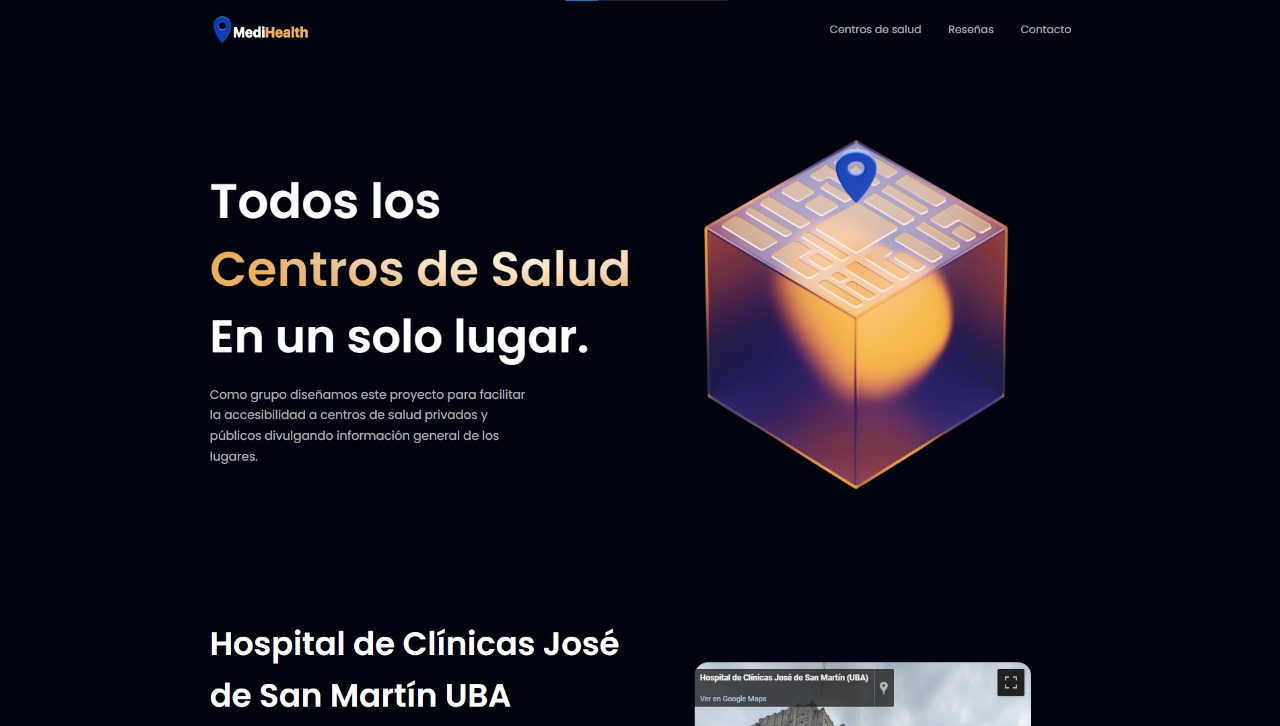 MediHealth
Centros de salud
Reseñas
Contacto
Todos los
Centros de Salud
En un solo lugar.
Como grupo diseñamos este proyecto para facilitar
la accesibilidad a centros de salud privados y
públicos divulgando información general de los
lugares.
Hospital de Clínicas José
de San Martín UBA
Hospital de Clínicas José de San Martín (UBA)
Ver en Google Maps